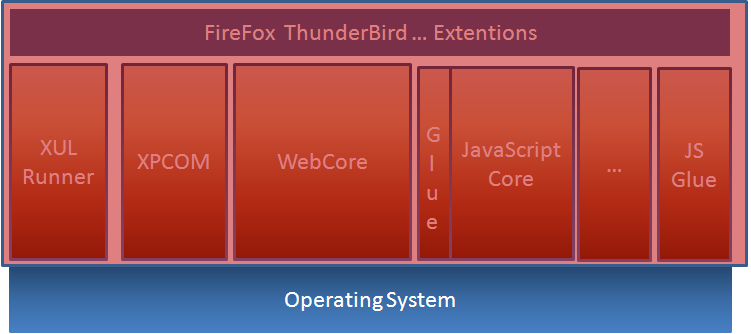 FireFox ThunderBird ... Extentions
XUL
Runner
XPCOM
WebCore
G
l
u
e
JavaScript
Core
...
JS
Glue
Operating System